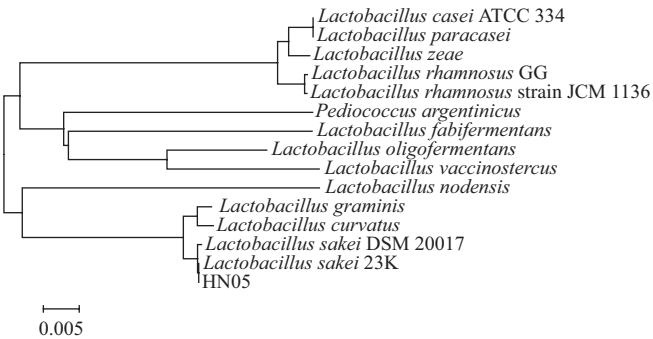 Lactobacillus casei ATCC 334
Lactobacillus paracasei
Lactobacillus zeae
Lactobacillus rhamnosus GG
Lactobacillus rhamnosus strain JCM 1136
Pediococcus argentinicus
Lactobacillus fabifermentans
Lactobacillus oligofermentans
Lactobacillus vaccinostercus
Lactobacillus nodensis
Lactobacillus graminis
Lactobacillus curvatus
Lactobacillus sakei DSM 20017
Lactobacillus sakei 23K
HN05
0.005